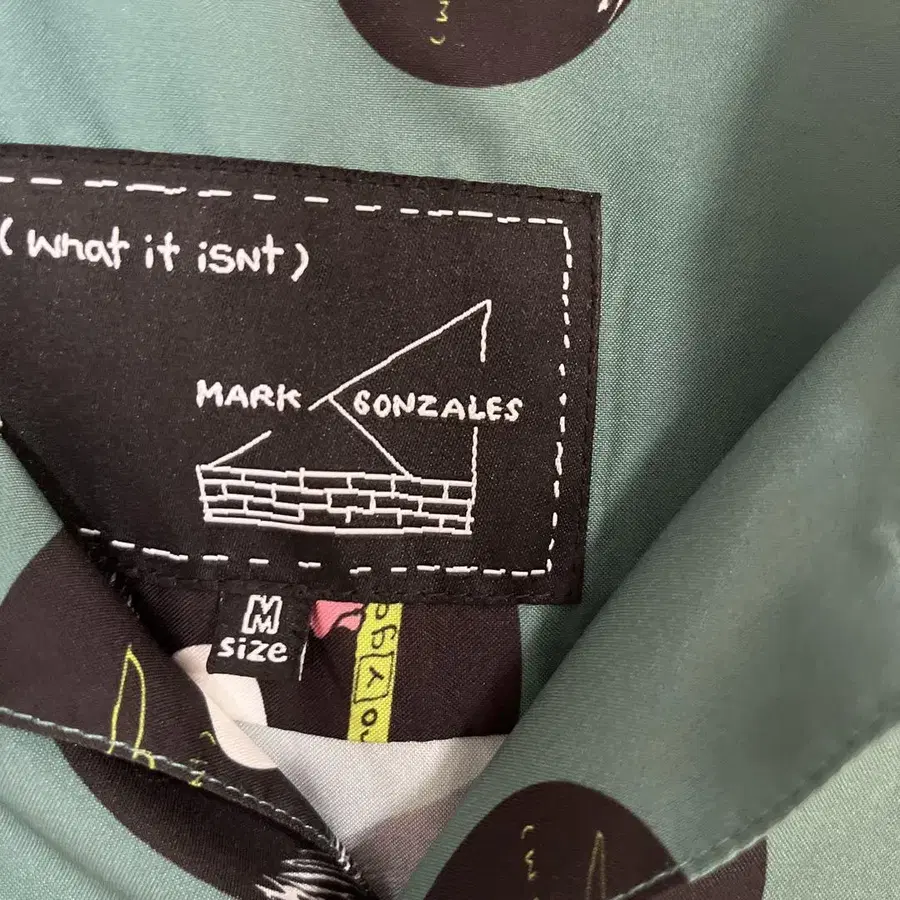 (what it isnt)
MARK GONZALES
M
size